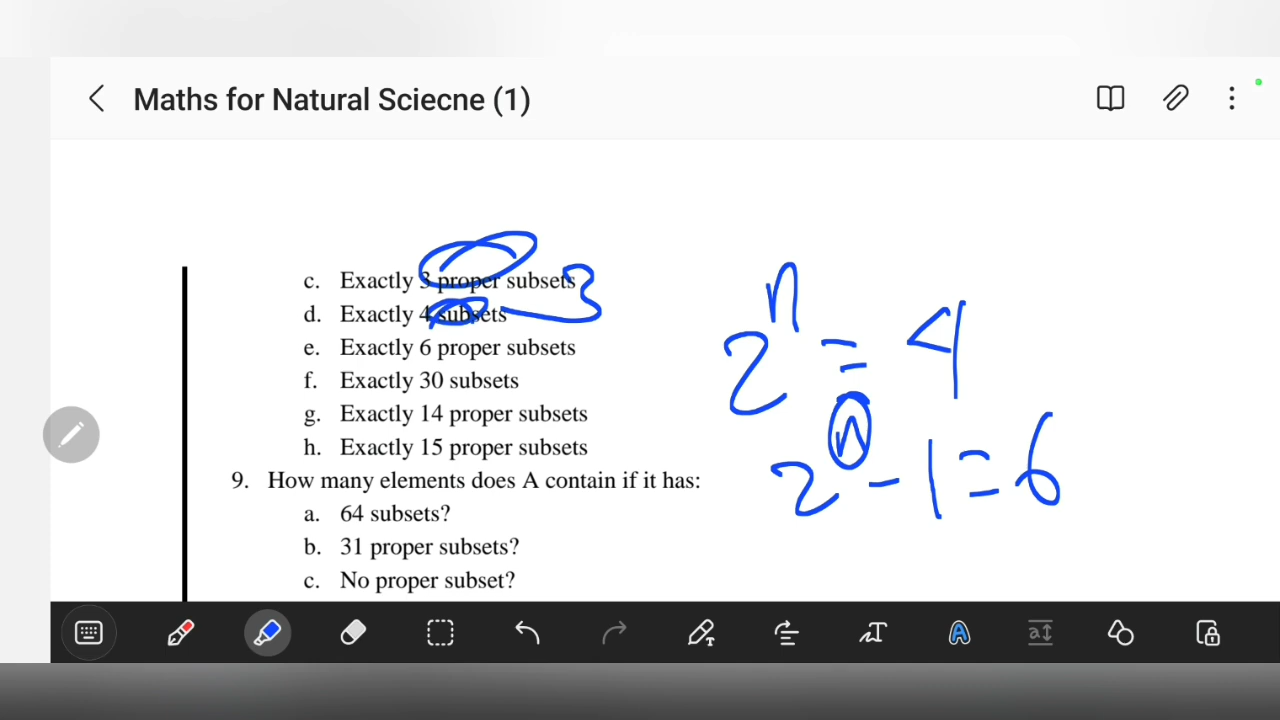 Maths for Natural Sciecne (1)
c. Exactly 3 proper subsets
d. Exactly 4 subsets
3
e. Exactly 6 proper subsets
f. Exactly 30 subsets
g. Exactly 14 proper subsets
h. Exactly 15 proper subsets
2ⁿ = 4
2ⁿ - 1 = 6
9. How many elements does A contain if it has:
a. 64 subsets?
b. 31 proper subsets?
c. No proper subset?